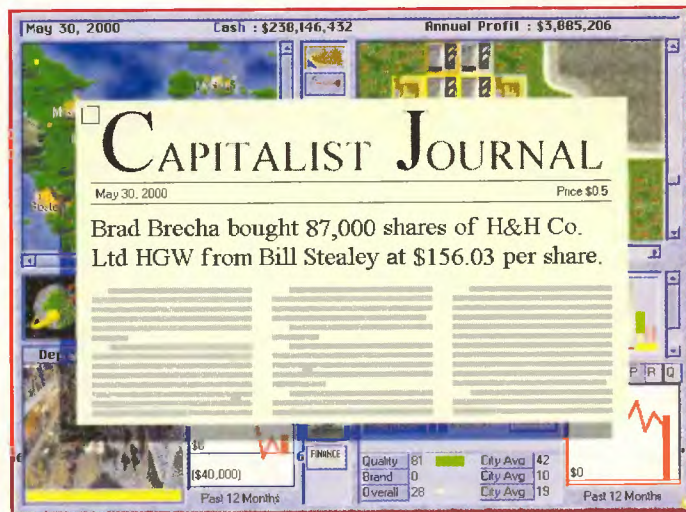 May 30, 2000 Cash : $238,146,432 Annual Profit : $3,885,206
CAPITALIST JOURNAL
May 30, 2000 Price $0.5
Brad Brecha bought 87,000 shares of H&H Co.
Ltd HGW from Bill Stealey at $156.03 per share.
P R Q
$0
($40,000)
Past 12 Months
FINANCE
Quality 81 City Avg 42
Brand 0 City Avg 10
Overall 28 City Avg 19
$0
Past 12 Months